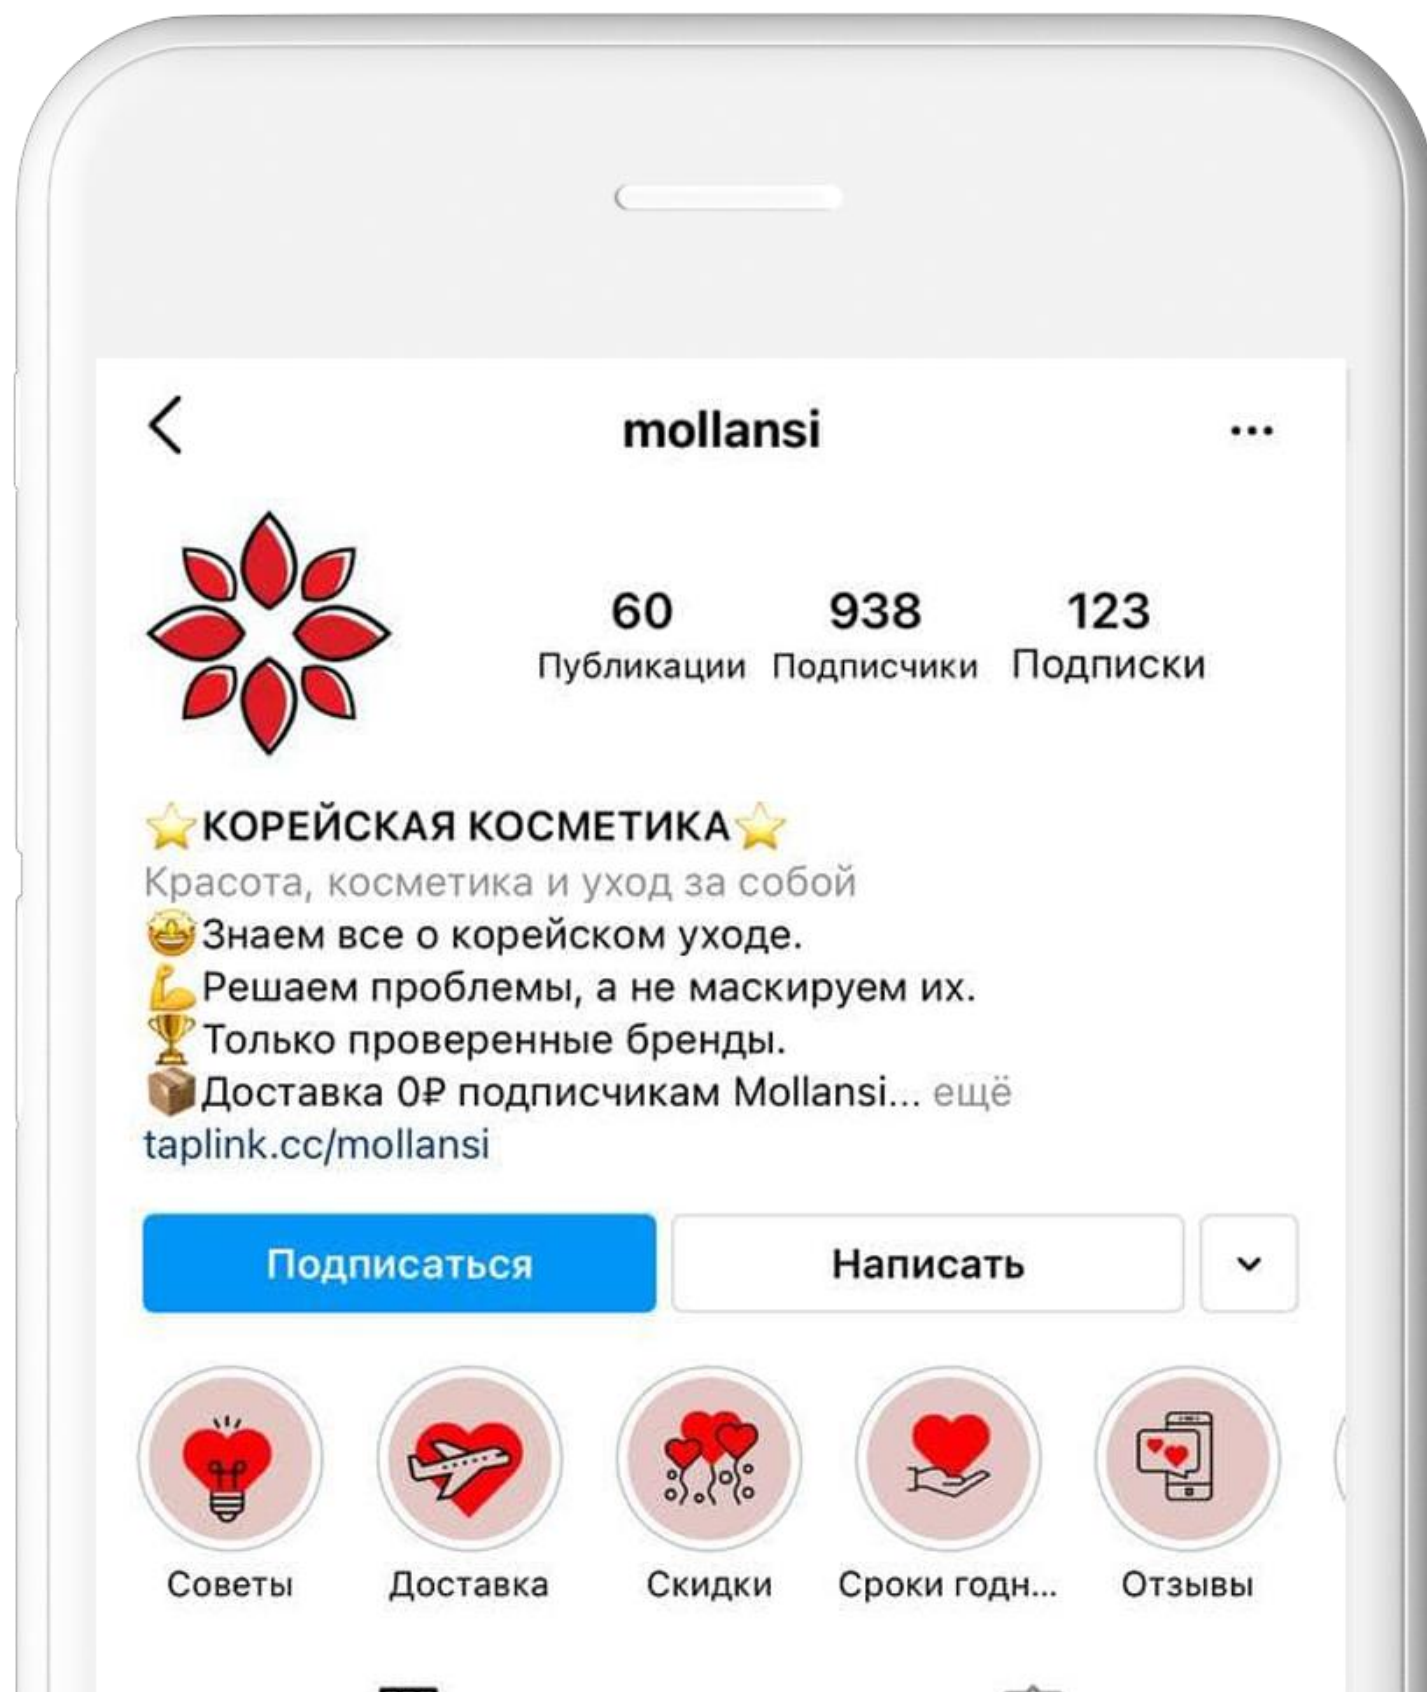 mollansi
60 938 123
Публикации Подписчики Подписки
⭐КОРЕЙСКАЯ КОСМЕТИКА⭐
Красота, косметика и уход за собой
🤩Знаем все о корейском уходе.
💪Решаем проблемы, а не маскируем их.
🏆Только проверенные бренды.
📦Доставка 0₽ подписчикам Mollansi... ещё
taplink.cc/mollansi
Подписаться Написать
Советы Доставка Скидки Сроки годн... Отзывы